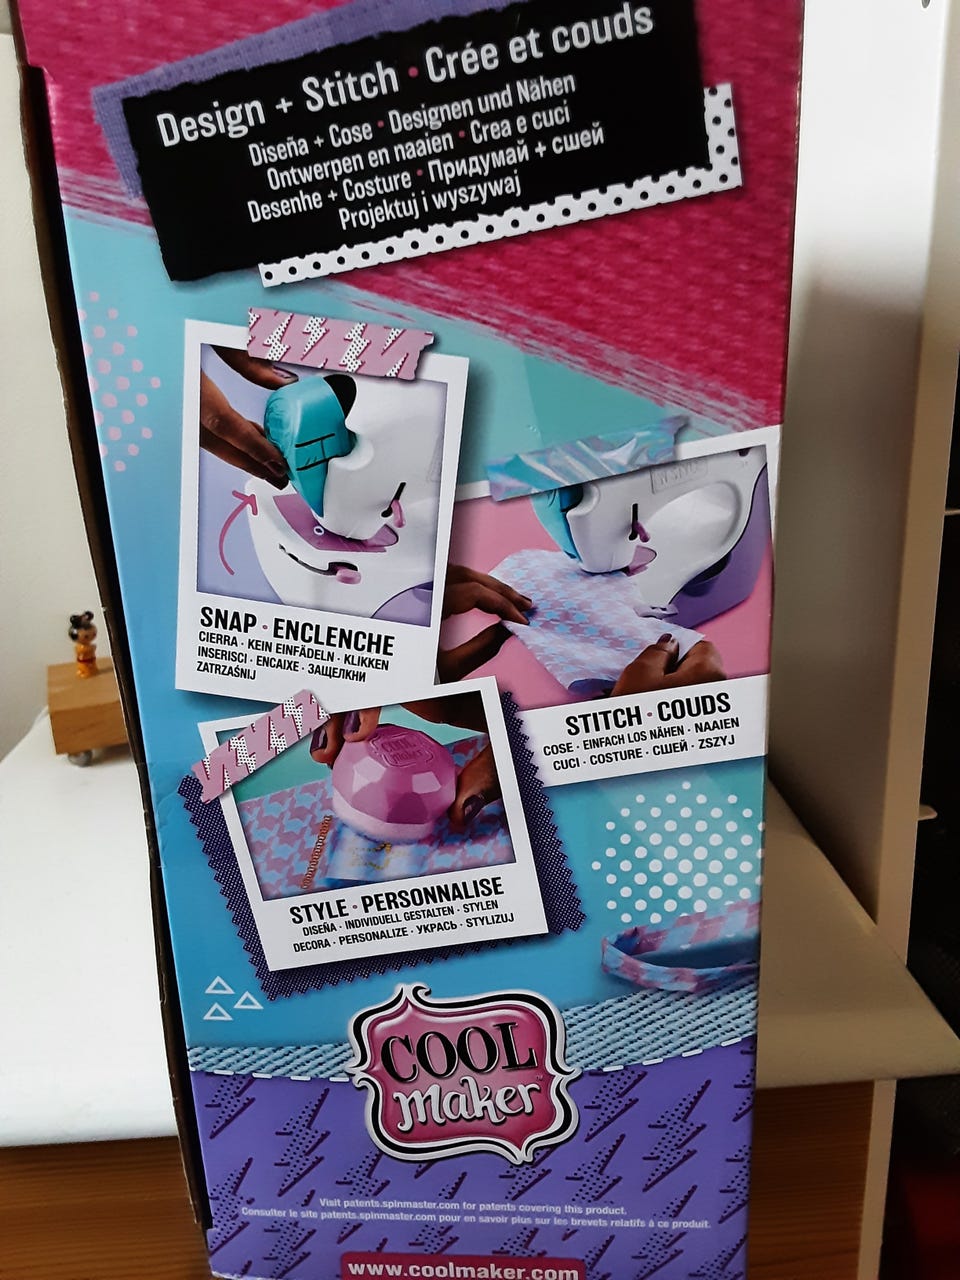 Design + Stitch • Crée et couds
Diseña + Cose • Designen und Nähen
Ontwerpen en naaien • Crea e cuci
Desenhe + Costure • Придумай + сшей
Projektuj i wyszywaj
SNAP • ENCLENCHE
CIERRA • KEIN EINFÄDELN • KLIKKEN
INSERISCI • ENCAIXE • ЗАЩЕЛКНИ
ZATRZAŚNIJ
STITCH • COUDS
COSE • EINFACH LOS NÄHEN • NAAIEN
CUCI • COSTURE • СШЕЙ • ZSZYJ
COOL
MAKER
STYLE • PERSONNALISE
DISEÑA • INDIVIDUELL GESTALTEN • STYLEN
DECORA • PERSONALIZE • УКРАСЬ • STYLIZUJ
COOL
maker™
Visit patents.spinmaster.com for patents covering this product.
Consulter le site patents.spinmaster.com pour en savoir plus sur les brevets relatifs à ce produit.
www.coolmaker.com